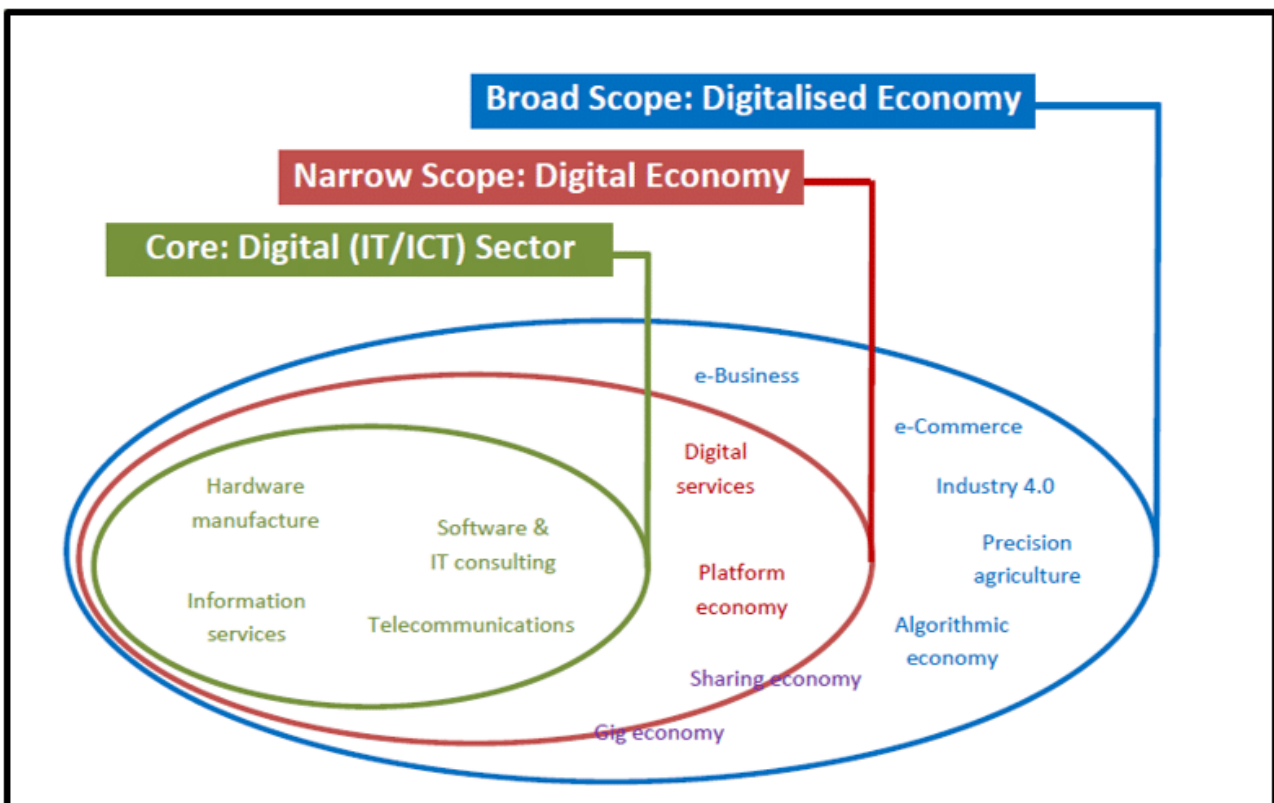 Broad Scope: Digitalised Economy
Narrow Scope: Digital Economy
Core: Digital (IT/ICT) Sector
e-Business
e-Commerce
Digital
services
Hardware
manufacture
Industry 4.0
Software &
IT consulting
Precision
agriculture
Platform
economy
Information
services
Telecommunications
Algorithmic
economy
Sharing economy
Gig economy